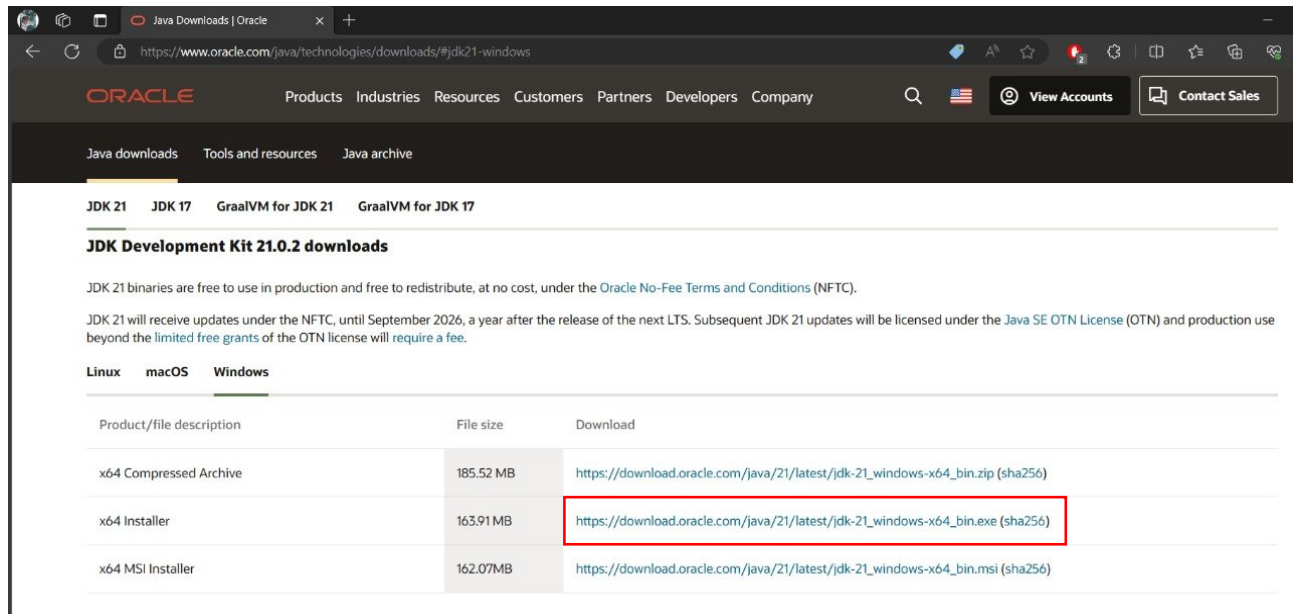 Java Downloads | Oracle
https://www.oracle.com/java/technologies/downloads/#jdk21-windows
2
ORACLE Products Industries Resources Customers Partners Developers Company View Accounts Contact Sales
Java downloads Tools and resources Java archive
JDK 21 JDK 17 GraalVM for JDK 21 GraalVM for JDK 17
JDK Development Kit 21.0.2 downloads
JDK 21 binaries are free to use in production and free to redistribute, at no cost, under the Oracle No-Fee Terms and Conditions (NFTC).
JDK 21 will receive updates under the NFTC, until September 2026, a year after the release of the next LTS. Subsequent JDK 21 updates will be licensed under the Java SE OTN License (OTN) and production use
beyond the limited free grants of the OTN license will require a fee.
Linux macOS Windows
Product/file description File size Download
x64 Compressed Archive 185.52 MB https://download.oracle.com/java/21/latest/jdk-21_windows-x64_bin.zip (sha256)
x64 Installer 163.91 MB https://download.oracle.com/java/21/latest/jdk-21_windows-x64_bin.exe (sha256)
x64 MSI Installer 162.07MB https://download.oracle.com/java/21/latest/jdk-21_windows-x64_bin.msi (sha256)